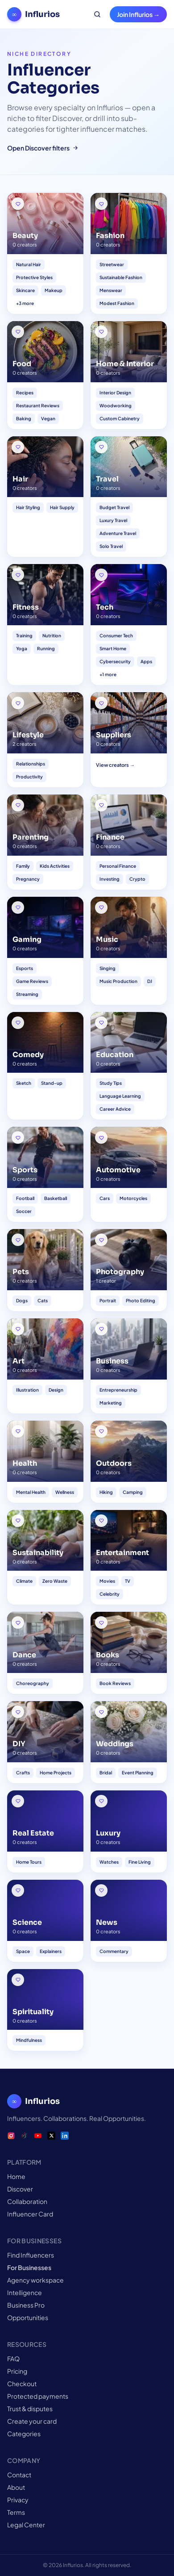 Influrios
Join Influrios →
NICHE DIRECTORY
Influencer
Categories
Browse every specialty on Influrios — open a
niche to filter Discover, or drill into sub-
categories for tighter influencer matches.
Open Discover filters →
Beauty
0 creators
Natural Hair
Protective Styles
Skincare Makeup
+3 more
Fashion
0 creators
Streetwear
Sustainable Fashion
Menswear
Modest Fashion
Food
0 creators
Recipes
Restaurant Reviews
Baking Vegan
Home & Interior
0 creators
Interior Design
Woodworking
Custom Cabinetry
Hair
0 creators
Hair Styling Hair Supply
Travel
0 creators
Budget Travel
Luxury Travel
Adventure Travel
Solo Travel
Fitness
0 creators
Training Nutrition
Yoga Running
Tech
0 creators
Consumer Tech
Smart Home
Cybersecurity Apps
+1 more
Lifestyle
2 creators
Relationships
Productivity
Suppliers
0 creators
View creators →
Parenting
0 creators
Family Kids Activities
Pregnancy
Finance
0 creators
Personal Finance
Investing Crypto
Gaming
0 creators
Esports
Game Reviews
Streaming
Music
0 creators
Singing
Music Production DJ
Comedy
0 creators
Sketch Stand-up
Education
0 creators
Study Tips
Language Learning
Career Advice
Sports
0 creators
Football Basketball
Soccer
Automotive
0 creators
Cars Motorcycles
Pets
0 creators
Dogs Cats
Photography
1 creator
Portrait Photo Editing
Art
0 creators
Illustration Design
Business
0 creators
Entrepreneurship
Marketing
Health
0 creators
Mental Health Wellness
Outdoors
0 creators
Hiking Camping
Sustainability
0 creators
Climate Zero Waste
Entertainment
0 creators
Movies TV
Celebrity
Dance
0 creators
Choreography
Books
0 creators
Book Reviews
DIY
0 creators
Crafts Home Projects
Weddings
0 creators
Bridal Event Planning
Real Estate
0 creators
Home Tours
Luxury
0 creators
Watches Fine Living
Science
0 creators
Space Explainers
News
0 creators
Commentary
Spirituality
0 creators
Mindfulness
Influrios
Influencers. Collaborations. Real Opportunities.
PLATFORM
Home
Discover
Collaboration
Influencer Card
FOR BUSINESSES
Find Influencers
For Businesses
Agency workspace
Intelligence
Business Pro
Opportunities
RESOURCES
FAQ
Pricing
Checkout
Protected payments
Trust & disputes
Create your card
Categories
COMPANY
Contact
About
Privacy
Terms
Legal Center
© 2026 Influrios. All rights reserved.